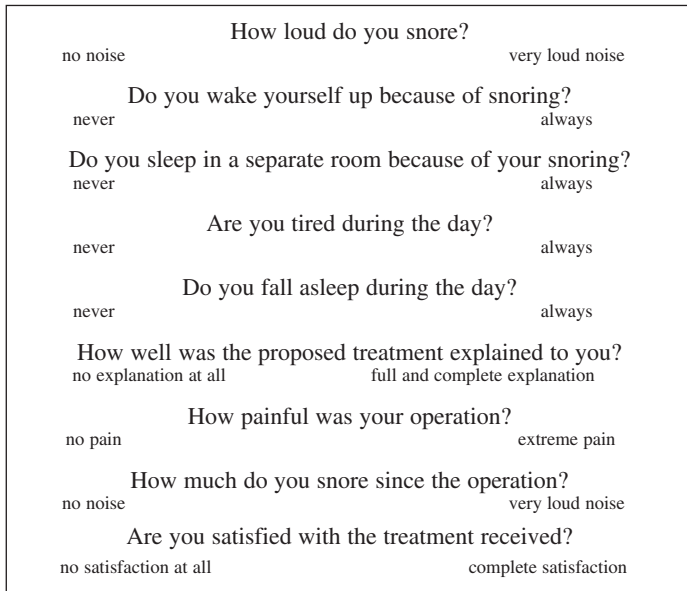 How loud do you snore?
no noise very loud noise
Do you wake yourself up because of snoring?
never always
Do you sleep in a separate room because of your snoring?
never always
Are you tired during the day?
never always
Do you fall asleep during the day?
never always
How well was the proposed treatment explained to you?
no explanation at all full and complete explanation
How painful was your operation?
no pain extreme pain
How much do you snore since the operation?
no noise very loud noise
Are you satisfied with the treatment received?
no satisfaction at all complete satisfaction